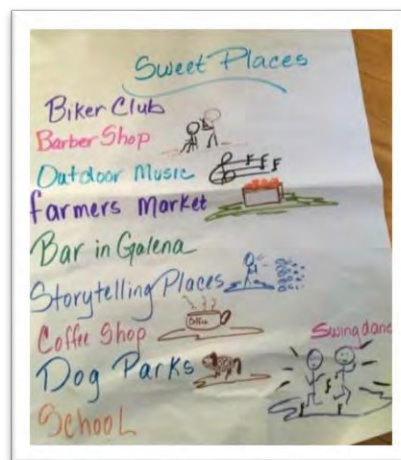 Sweet Places
Biker Club
Barber Shop
Outdoor Music
farmers Market
Bar in Galena
Storytelling Places
Coffee Shop
Coffee
Swingdanc
Dog Parks
School